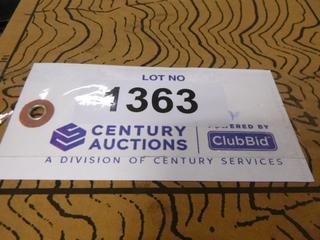 LOT NO
1363
CENTURY AUCTIONS
POWERED BY
ClubBid
A DIVISION OF CENTURY SERVICES